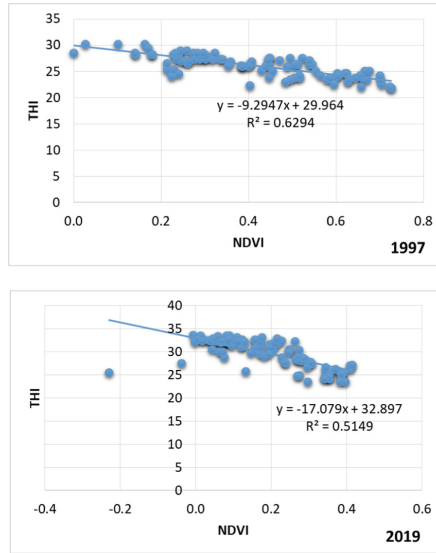 35
30
25
20
15
10
5
0
THI
y = -9.2947x + 29.964
R² = 0.6294
0.0 0.2 0.4 0.6 0.8
NDVI
1997
40
35
30
25
20
15
10
5
0
THI
y = -17.079x + 32.897
R² = 0.5149
-0.4 -0.2 0.0 0.2 0.4 0.6
NDVI
2019